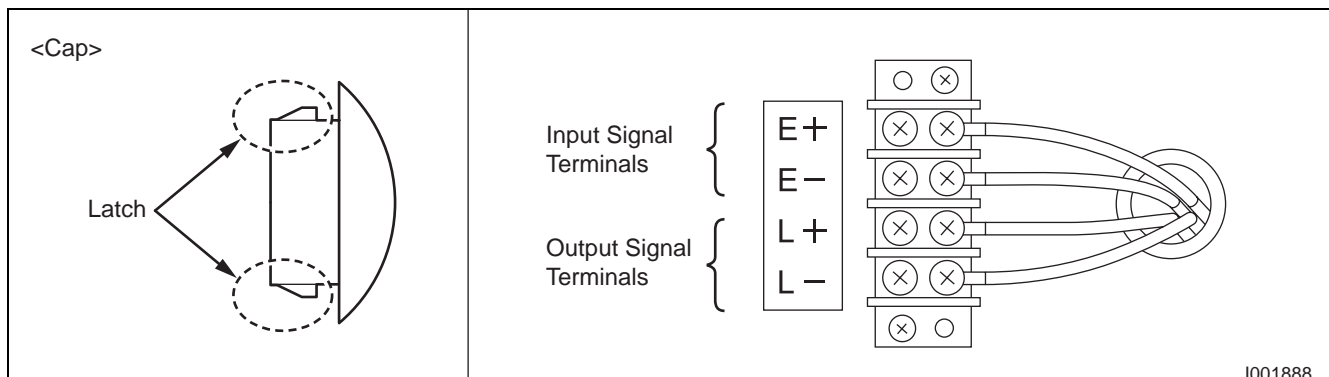 <Cap>
Latch
Input Signal
Terminals
Output Signal
Terminals
E+
E−
L+
L−
I001888